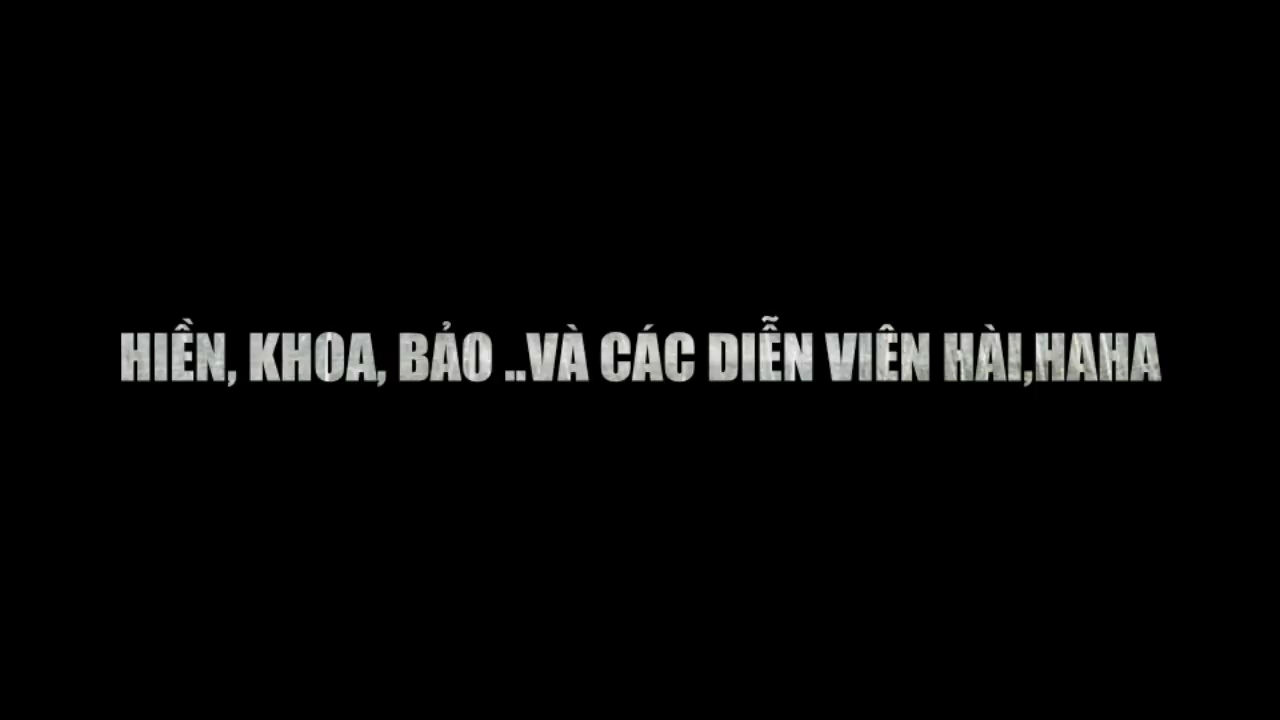 HIỀN, KHOA, BẢO ..VÀ CÁC DIỄN VIÊN HÀI,HAHA